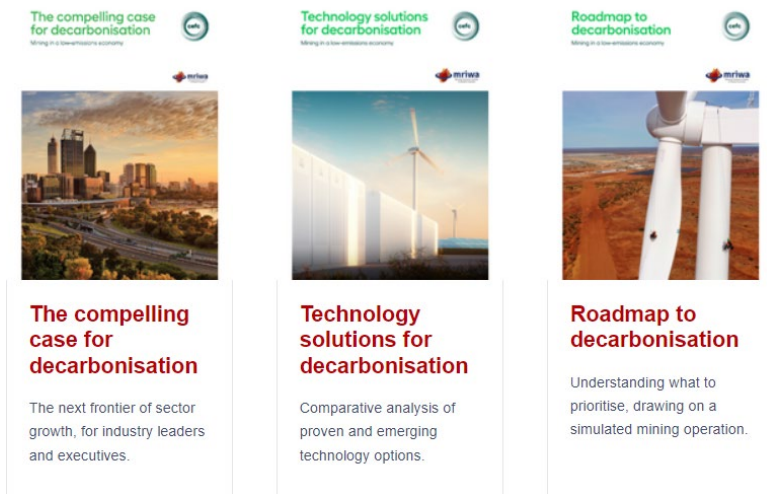 The compelling case
for decarbonisation
Mining in a low-emissions economy
cefc
mriwa
The compelling
case for
decarbonisation
The next frontier of sector
growth, for industry leaders
and executives.
Technology solutions
for decarbonisation
Mining in a low-emissions economy
cefc
mriwa
Technology
solutions for
decarbonisation
Comparative analysis of
proven and emerging
technology options.
Roadmap to
decarbonisation
Mining in a low-emissions economy
cefc
mriwa
Roadmap to
decarbonisation
Understanding what to
prioritise, drawing on a
simulated mining operation.